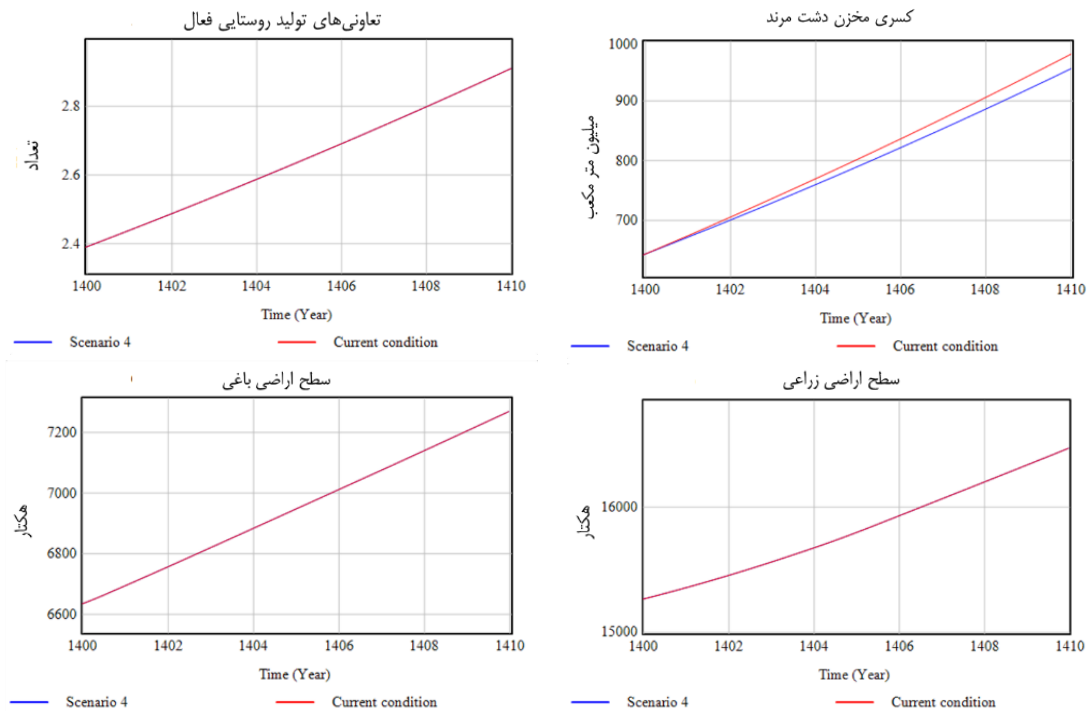 تعاونی‌های تولید روستایی فعال
تعداد
2.8
2.6
2.4
1400 1402 1404 1406 1408 1410
Time (Year)
Scenario 4 Current condition
کسری مخزن دشت مرند
میلیون متر مکعب
1000
900
800
700
1400 1402 1404 1406 1408 1410
Time (Year)
Scenario 4 Current condition
سطح اراضی باغی
هکتار
7200
7000
6800
6600
1400 1402 1404 1406 1408 1410
Time (Year)
Scenario 4 Current condition
سطح اراضی زراعی
هکتار
16000
15000
1400 1402 1404 1406 1408 1410
Time (Year)
Scenario 4 Current condition